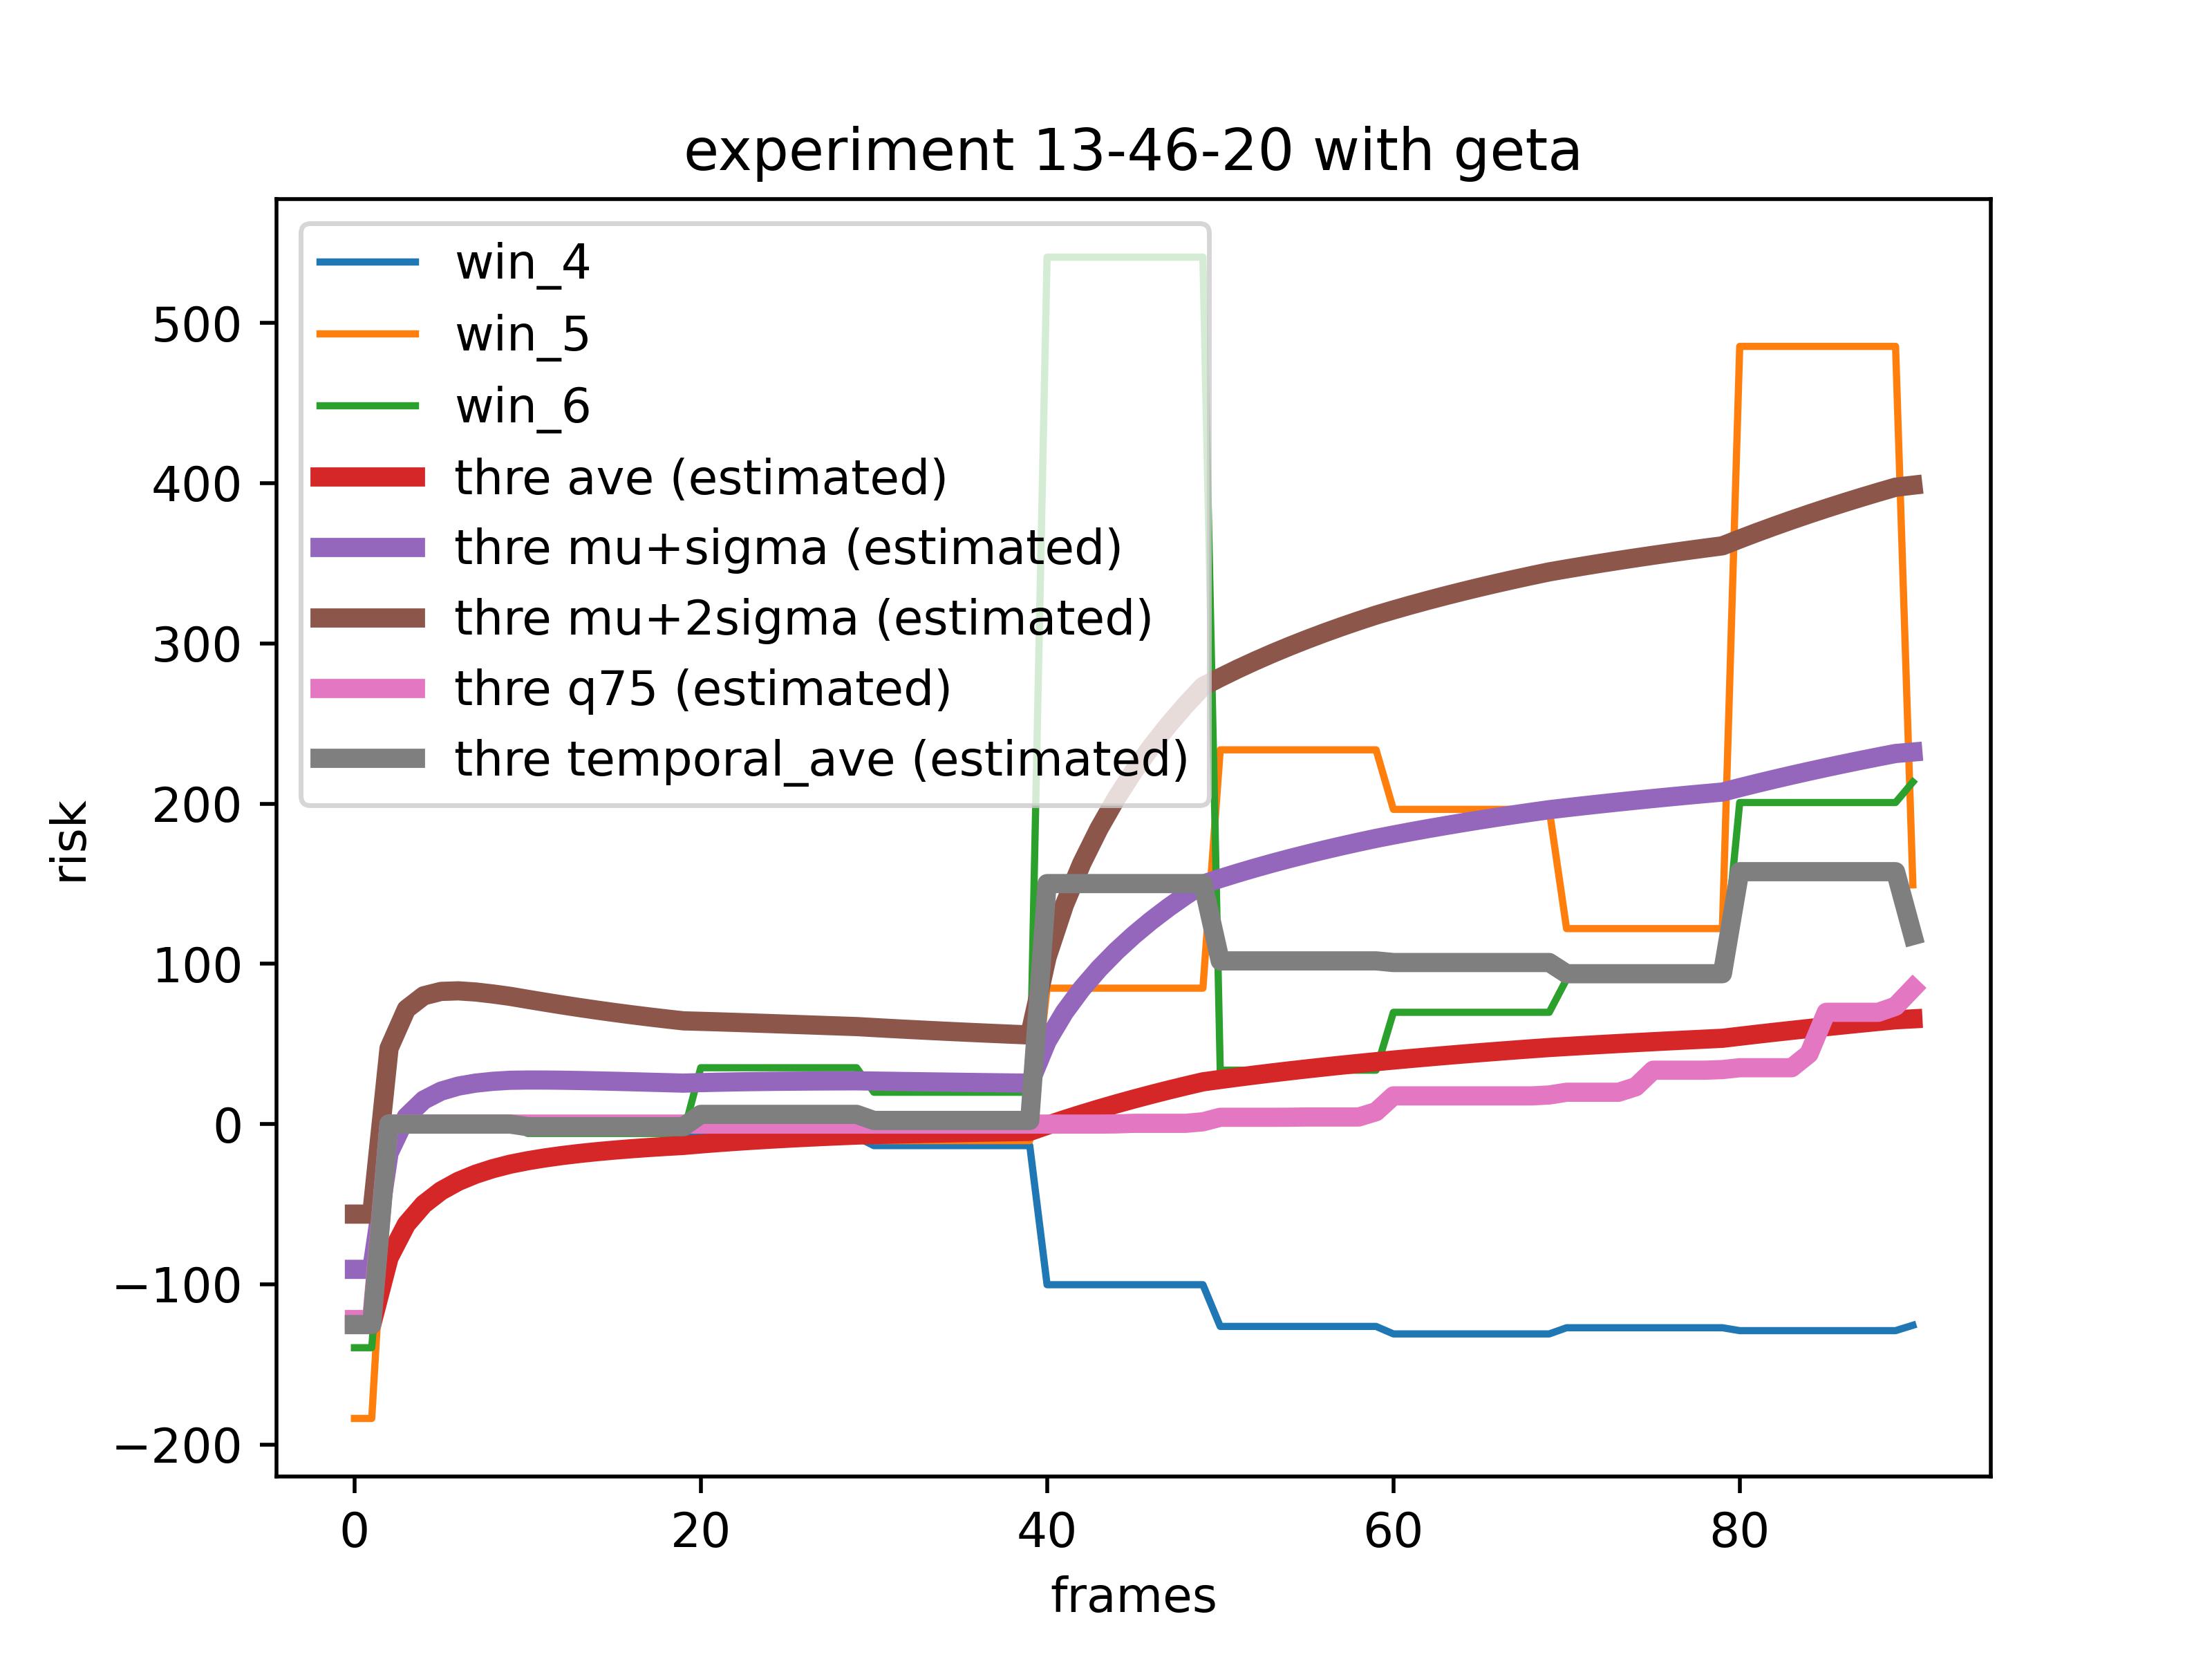 experiment 13-46-20 with geta
win_4
win_5
win_6
thre ave (estimated)
thre mu+sigma (estimated)
thre mu+2sigma (estimated)
thre q75 (estimated)
thre temporal_ave (estimated)
500
400
300
200
100
0
−100
−200
risk
0 20 40 60 80
frames